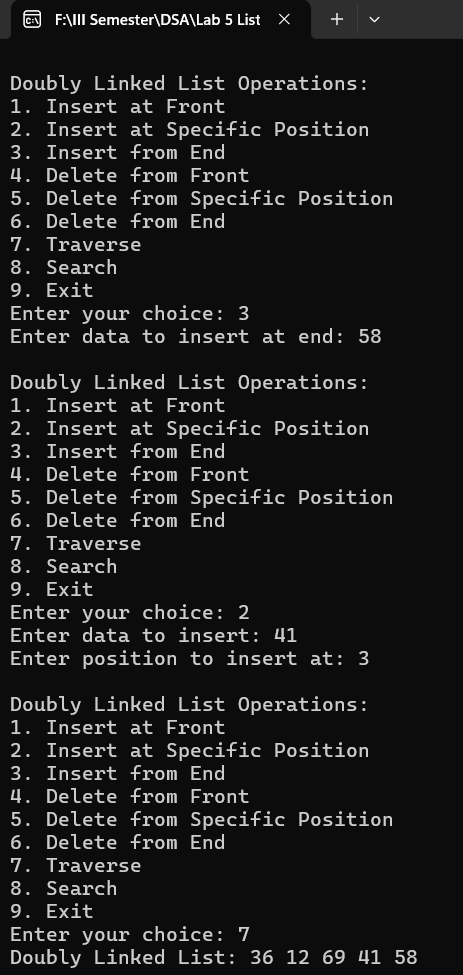 F:\III Semester\DSA\Lab 5 List
Doubly Linked List Operations:
1. Insert at Front
2. Insert at Specific Position
3. Insert from End
4. Delete from Front
5. Delete from Specific Position
6. Delete from End
7. Traverse
8. Search
9. Exit
Enter your choice: 3
Enter data to insert at end: 58
Doubly Linked List Operations:
1. Insert at Front
2. Insert at Specific Position
3. Insert from End
4. Delete from Front
5. Delete from Specific Position
6. Delete from End
7. Traverse
8. Search
9. Exit
Enter your choice: 2
Enter data to insert: 41
Enter position to insert at: 3
Doubly Linked List Operations:
1. Insert at Front
2. Insert at Specific Position
3. Insert from End
4. Delete from Front
5. Delete from Specific Position
6. Delete from End
7. Traverse
8. Search
9. Exit
Enter your choice: 7
Doubly Linked List: 36 12 69 41 58